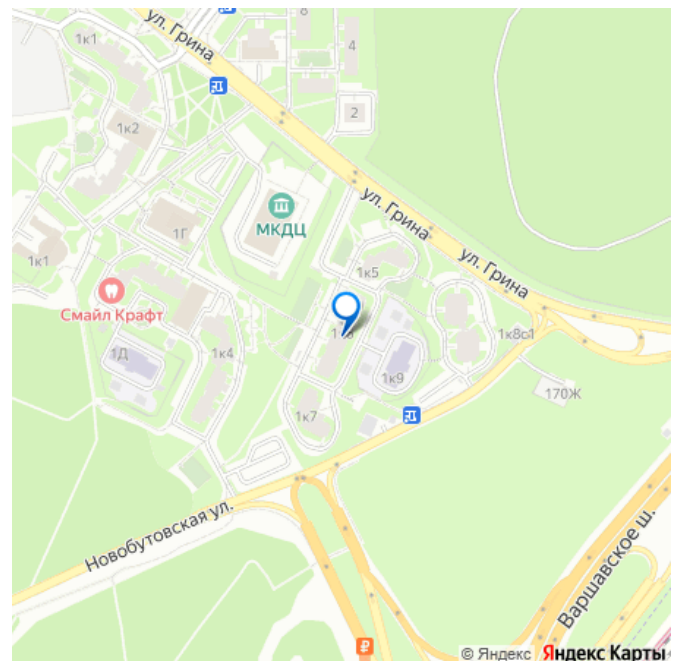 8
ул. Грина
1к1
4
2
1к2
ул. Грина
МКДЦ
1Г
ул. Грина
1к1
1к5
Смайл Крафт
1к8с1
1Д
1к4
1к9
170Ж
1к7
Новобутовская ул.
Варшавское ш.
© Яндекс Яндекс Карты